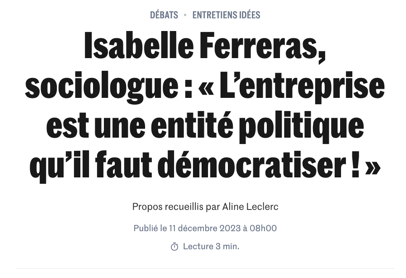 DÉBATS · ENTRETIENS IDÉES
Isabelle Ferreras,
sociologue : « L’entreprise
est une entité politique
qu’il faut démocratiser ! »
Propos recueillis par Aline Leclerc
Publié le 11 décembre 2023 à 08h00
Lecture 3 min.